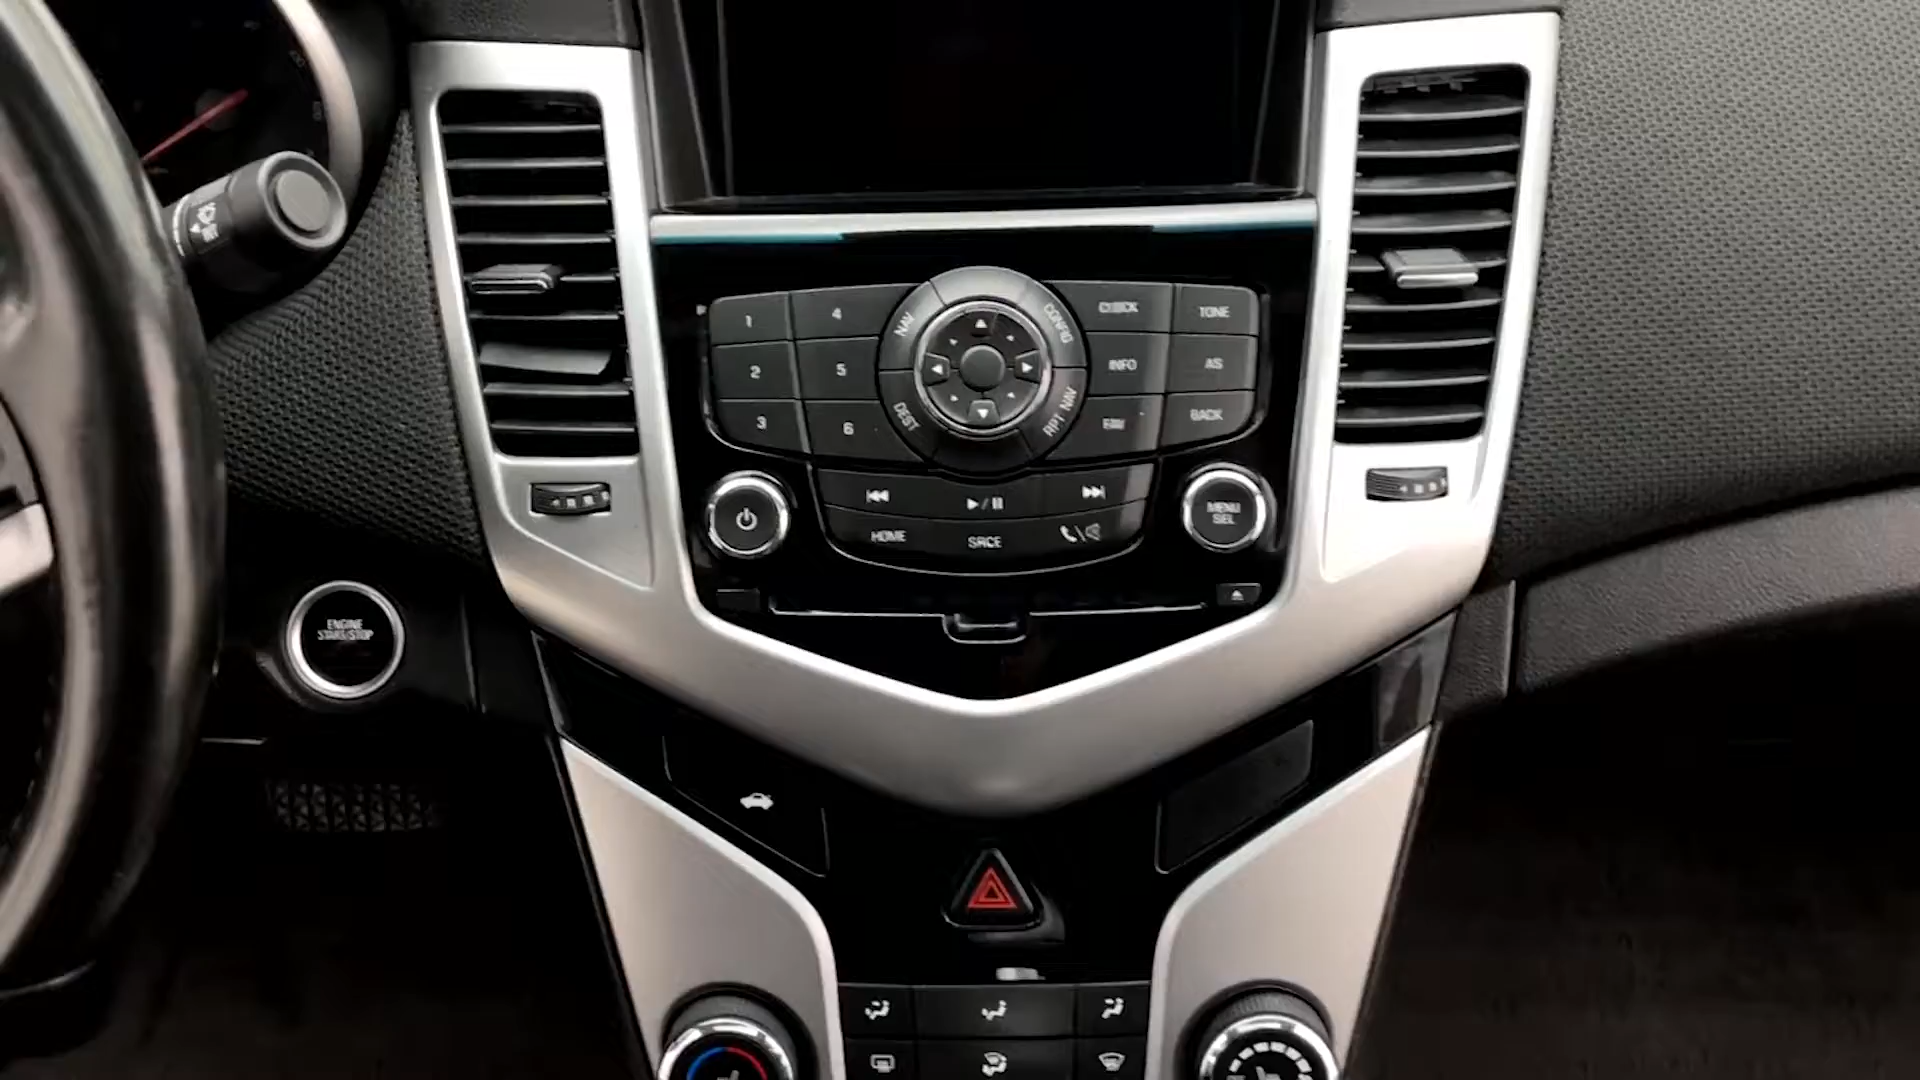 1
4
NAV
CONFIG
CLOCK
TONE
2
5
INFO
AS
3
6
DEST
RPT NAV
FAV
BACK
HOME
SRCE
MENU
SEL
ENGINE
START/STOP